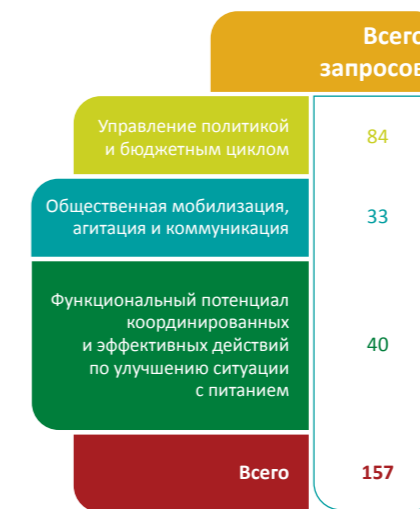 Всего
запросов
Управление политикой
и бюджетным циклом
84
Общественная мобилизация,
агитация и коммуникация
33
Функциональный потенциал
координированных
и эффективных действий
по улучшению ситуации
с питанием
40
Всего
157